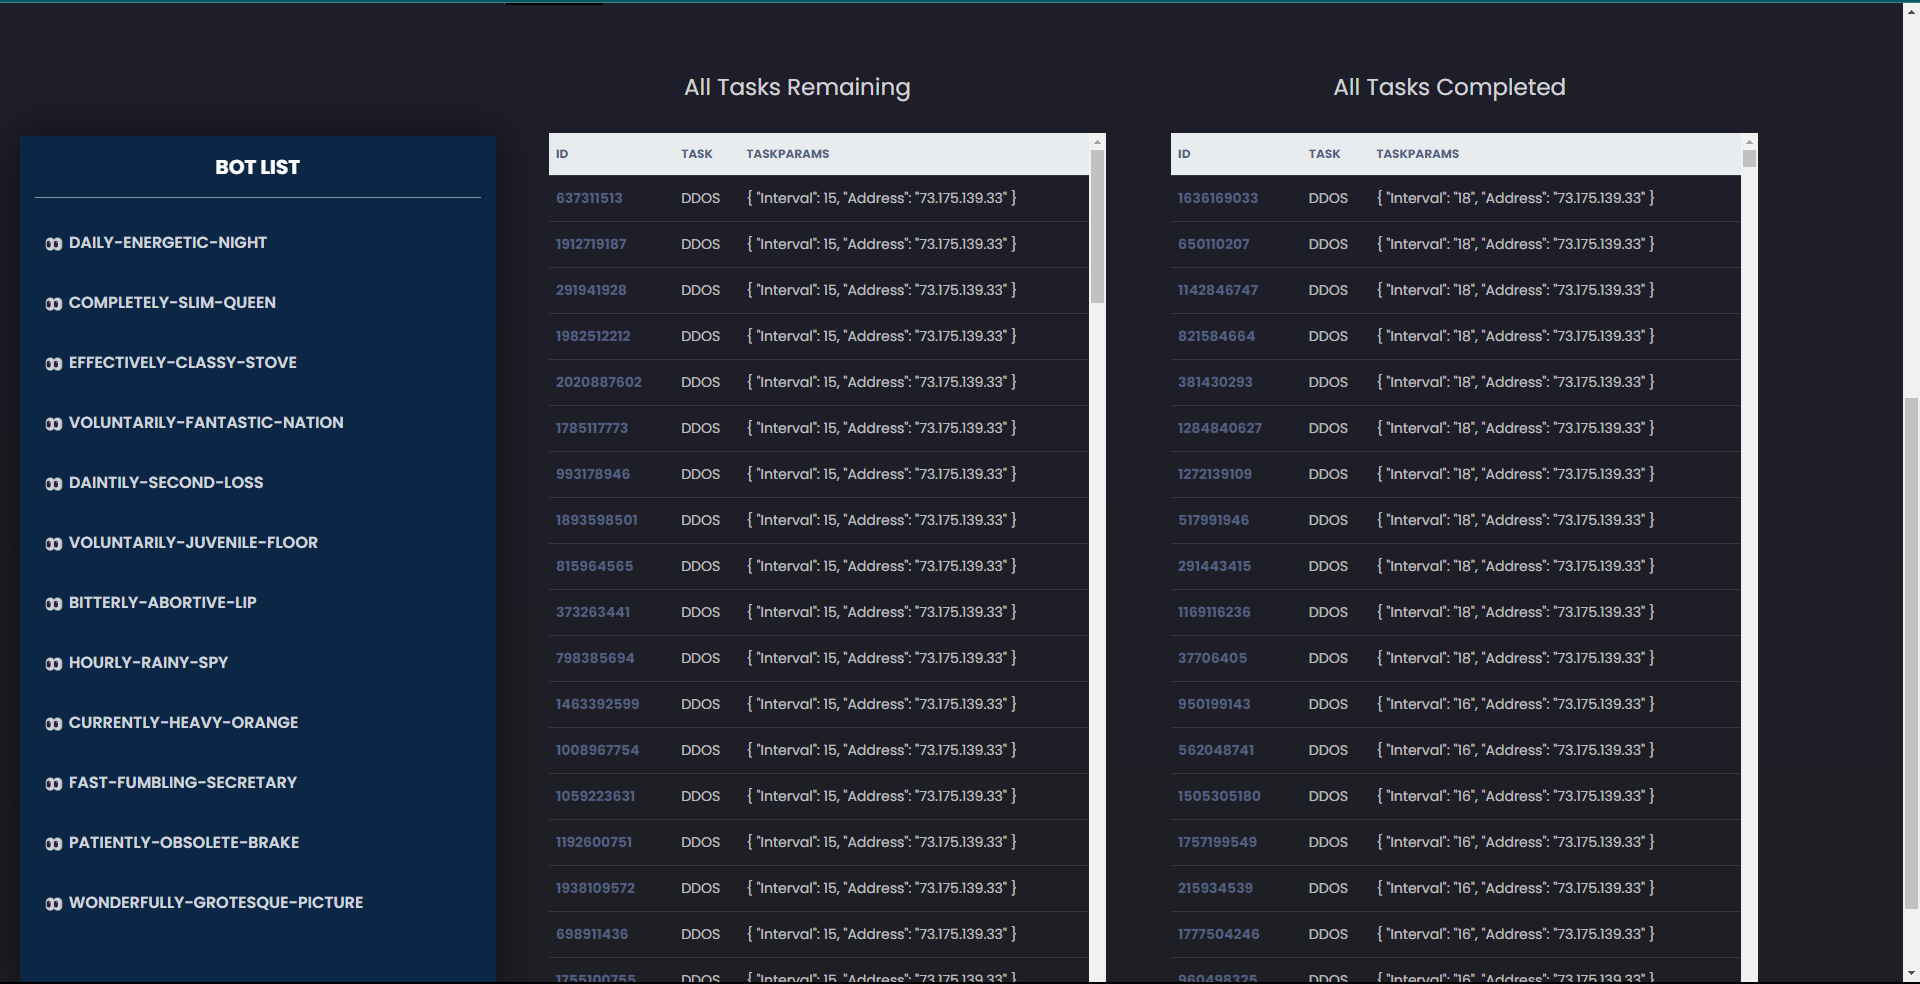 BOT LIST
DAILY-ENERGETIC-NIGHT
COMPLETELY-SLIM-QUEEN
EFFECTIVELY-CLASSY-STOVE
VOLUNTARILY-FANTASTIC-NATION
DAINTILY-SECOND-LOSS
VOLUNTARILY-JUVENILE-FLOOR
BITTERLY-ABORTIVE-LIP
HOURLY-RAINY-SPY
CURRENTLY-HEAVY-ORANGE
FAST-FUMBLING-SECRETARY
PATIENTLY-OBSOLETE-BRAKE
WONDERFULLY-GROTESQUE-PICTURE
All Tasks Remaining
ID TASK TASKPARAMS
637311513 DDOS { "Interval": 15, "Address": "73.175.139.33" }
1912719187 DDOS { "Interval": 15, "Address": "73.175.139.33" }
291941928 DDOS { "Interval": 15, "Address": "73.175.139.33" }
1982512212 DDOS { "Interval": 15, "Address": "73.175.139.33" }
2020887602 DDOS { "Interval": 15, "Address": "73.175.139.33" }
1785117773 DDOS { "Interval": 15, "Address": "73.175.139.33" }
993178946 DDOS { "Interval": 15, "Address": "73.175.139.33" }
1893598501 DDOS { "Interval": 15, "Address": "73.175.139.33" }
815964565 DDOS { "Interval": 15, "Address": "73.175.139.33" }
373263441 DDOS { "Interval": 15, "Address": "73.175.139.33" }
798385694 DDOS { "Interval": 15, "Address": "73.175.139.33" }
1463392599 DDOS { "Interval": 15, "Address": "73.175.139.33" }
1008967754 DDOS { "Interval": 15, "Address": "73.175.139.33" }
1059223631 DDOS { "Interval": 15, "Address": "73.175.139.33" }
1192600751 DDOS { "Interval": 15, "Address": "73.175.139.33" }
1938109572 DDOS { "Interval": 15, "Address": "73.175.139.33" }
698911436 DDOS { "Interval": 15, "Address": "73.175.139.33" }
1755100755 DDOS { "Interval": 15, "Address": "73.175.139.33" }
All Tasks Completed
ID TASK TASKPARAMS
1636169033 DDOS { "Interval": "18", "Address": "73.175.139.33" }
650110207 DDOS { "Interval": "18", "Address": "73.175.139.33" }
1142846747 DDOS { "Interval": "18", "Address": "73.175.139.33" }
821584664 DDOS { "Interval": "18", "Address": "73.175.139.33" }
381430293 DDOS { "Interval": "18", "Address": "73.175.139.33" }
1284840627 DDOS { "Interval": "18", "Address": "73.175.139.33" }
1272139109 DDOS { "Interval": "18", "Address": "73.175.139.33" }
517991946 DDOS { "Interval": "18", "Address": "73.175.139.33" }
291443415 DDOS { "Interval": "18", "Address": "73.175.139.33" }
1169116236 DDOS { "Interval": "18", "Address": "73.175.139.33" }
37706405 DDOS { "Interval": "18", "Address": "73.175.139.33" }
950199143 DDOS { "Interval": "16", "Address": "73.175.139.33" }
562048741 DDOS { "Interval": "16", "Address": "73.175.139.33" }
1505305180 DDOS { "Interval": "16", "Address": "73.175.139.33" }
1757199549 DDOS { "Interval": "16", "Address": "73.175.139.33" }
215934539 DDOS { "Interval": "16", "Address": "73.175.139.33" }
1777504246 DDOS { "Interval": "16", "Address": "73.175.139.33" }
960498325 DDOS { "Interval": "16", "Address": "73.175.139.33" }